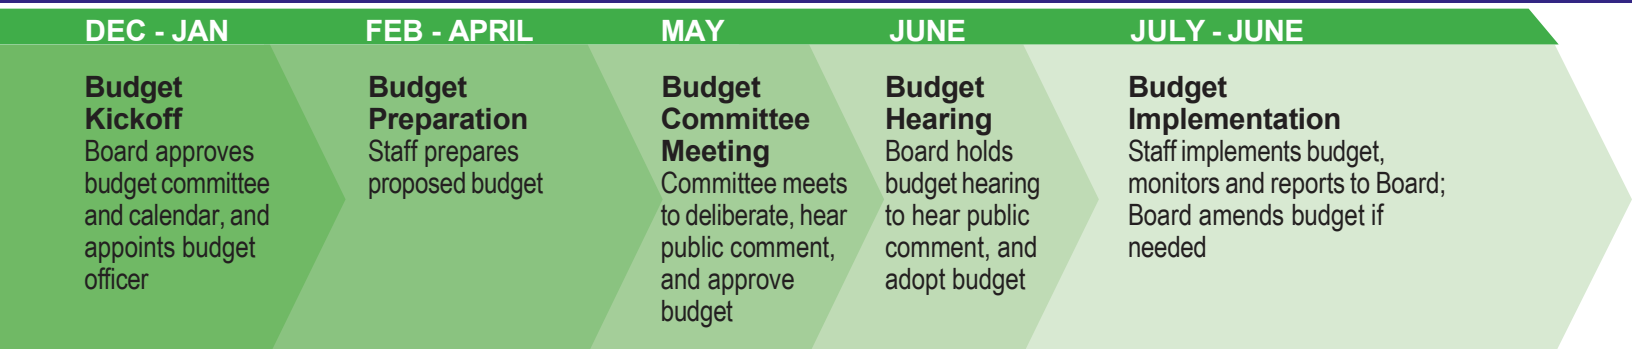 DEC - JAN
Budget
Kickoff
Board approves
budget committee
and calendar, and
appoints budget
officer
FEB - APRIL
Budget
Preparation
Staff prepares
proposed budget
MAY
Budget
Committee
Meeting
Committee meets
to deliberate, hear
public comment,
and approve
budget
JUNE
Budget
Hearing
Board holds
budget hearing
to hear public
comment, and
adopt budget
JULY - JUNE
Budget
Implementation
Staff implements budget,
monitors and reports to Board;
Board amends budget if
needed